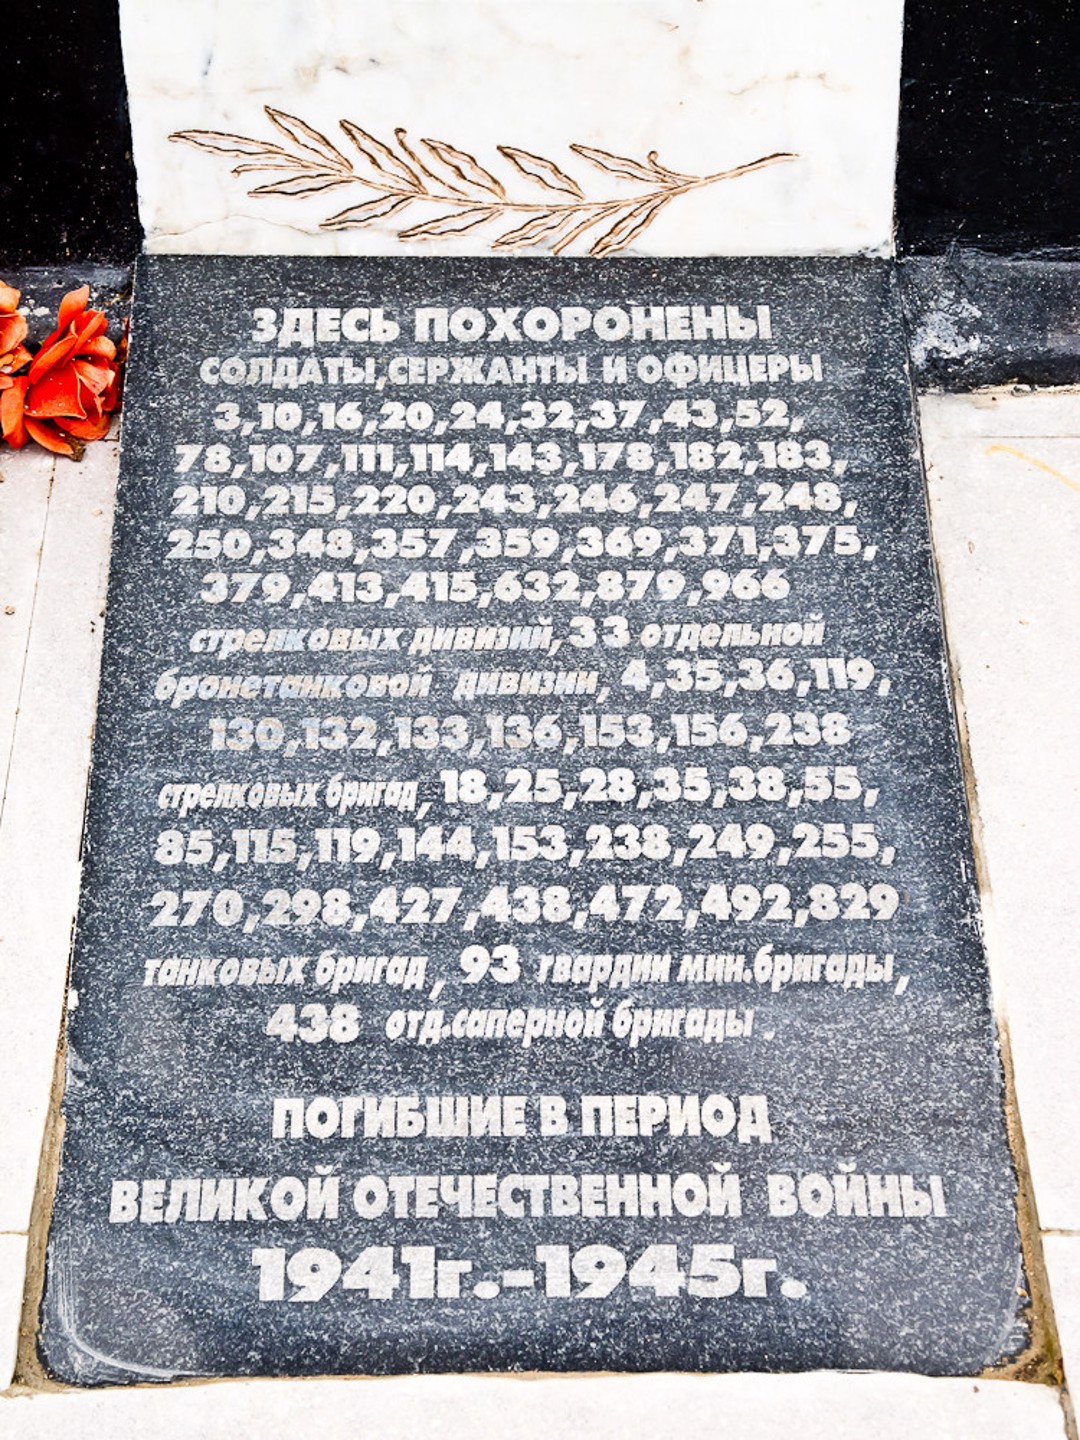 ЗДЕСЬ ПОХОРОНЕНЫ
СОЛДАТЫ,СЕРЖАНТЫ И ОФИЦЕРЫ
3,10,16,20,24,32,37,43,52,
78,107,111,114,143,178,182,183,
210,215,220,243,246,247,248,
250,348,357,359,369,371,375,
379,413,415,632,879,966
стрелковых дивизий,33 отдельной
бронетанковой дивизии, 4,35,36,119,
130,132,133,136,153,156,238
стрелковых бригад, 18,25,28,35,38,55,
85,115,119,144,153,238,249,255,
270,298,427,438,472,492,829
танковых бригад, 93 гвардии мин.бригады,
438 отд.саперной бригады.
ПОГИБШИЕ В ПЕРИОД
ВЕЛИКОЙ ОТЕЧЕСТВЕННОЙ ВОЙНЫ
1941г.-1945г.